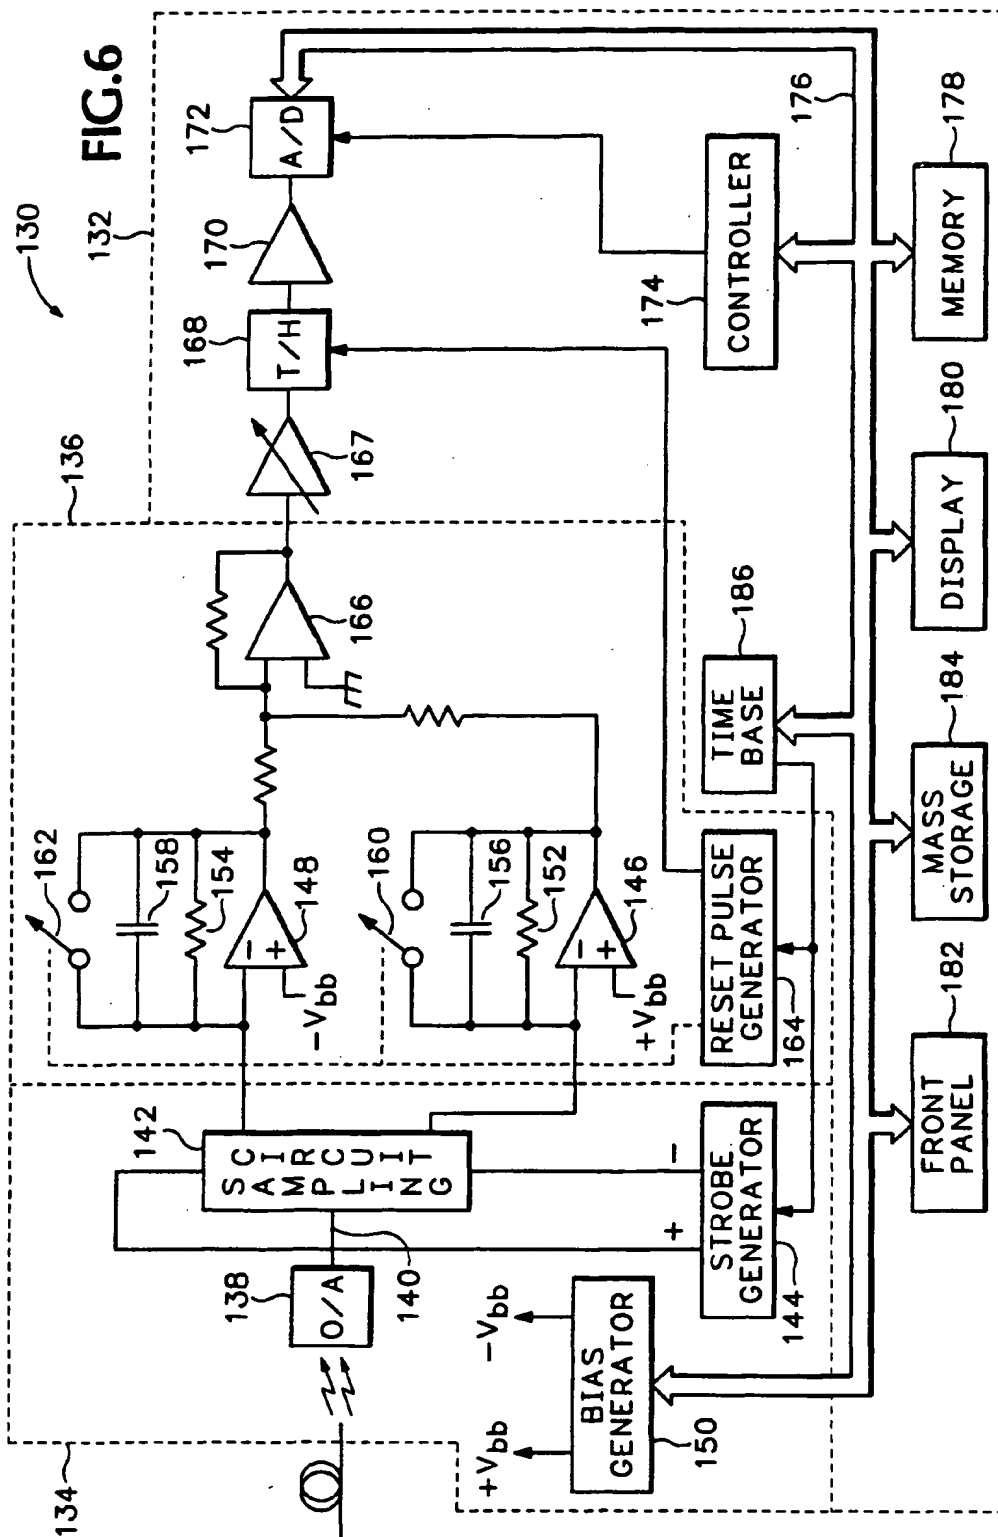 FIG.6
130
132
136
134
138
O/A
140
142
SAMPLING
CIRCUIT
162
158
154
−
+
148
-Vbb
160
156
152
−
+
146
+Vbb
166
167
168
T/H
170
172
A/D
174
CONTROLLER
176
186
TIME
BASE
RESET PULSE
GENERATOR
164
+
−
STROBE
GENERATOR
144
+Vbb
-Vbb
BIAS
GENERATOR
150
FRONT
PANEL
182
MASS
STORAGE
184
DISPLAY
180
MEMORY
178